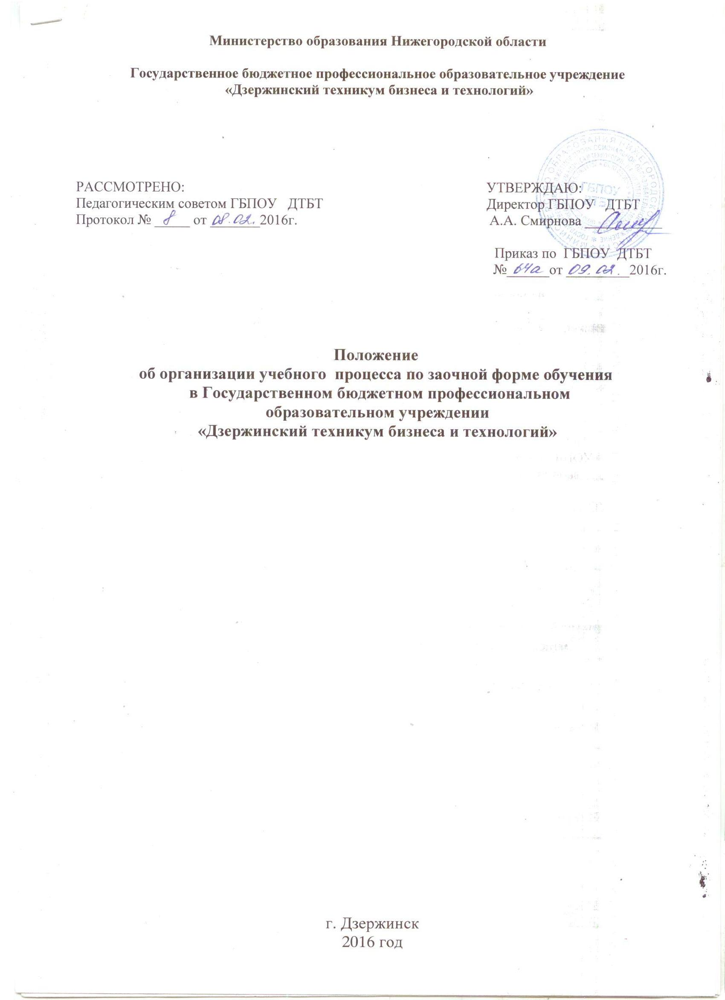 Министерство образования Нижегородской области
Государственное бюджетное профессиональное образовательное учреждение
«Дзержинский техникум бизнеса и технологий»
РАССМОТРЕНО:
Педагогическим советом ГБПОУ ДТБТ
Протокол № 8 от 08.02.2016г.
УТВЕРЖДАЮ:
Директор ГБПОУ ДТБТ
А.А. Смирнова
Приказ по ГБПОУ ДТБТ
№ 64а от 09.02.2016г.
ГБПОУ
Положение
об организации учебного процесса по заочной форме обучения
в Государственном бюджетном профессиональном
образовательном учреждении
«Дзержинский техникум бизнеса и технологий»
г. Дзержинск
2016 год